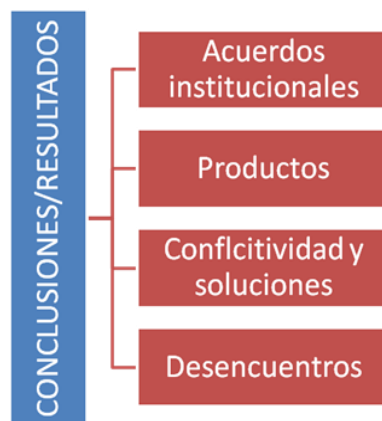 CONCLUSIONES/RESULTADOS
Acuerdos
institucionales
Productos
Conflcitividad y
soluciones
Desencuentros